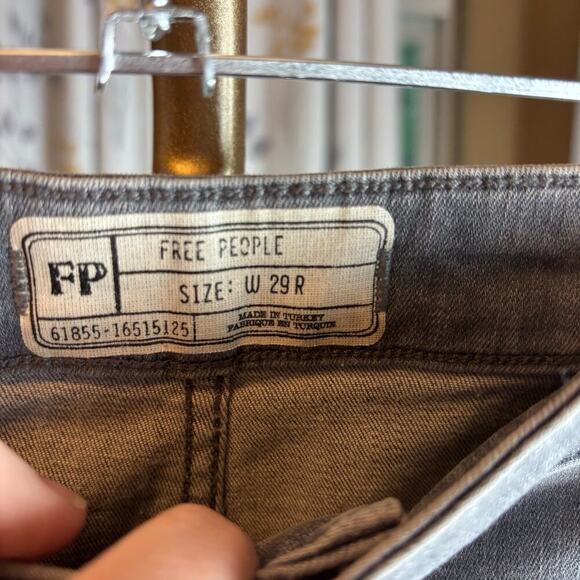 FP
FREE PEOPLE
SIZE: W 29 R
61855-16515125
MADE IN TURKEY
FABRIQUE EN TURQUIE